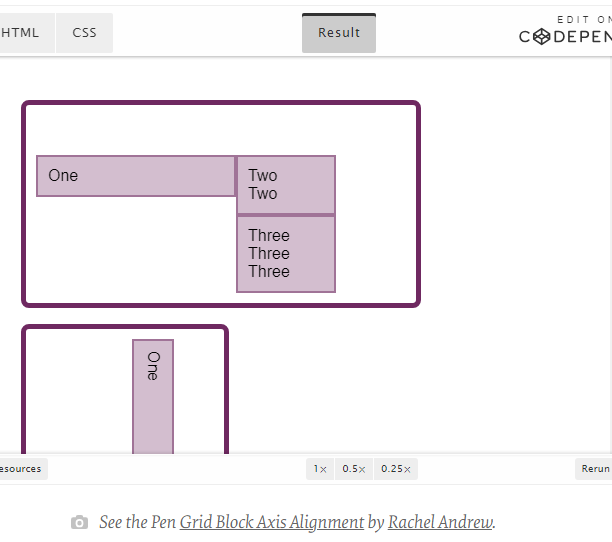 HTML
CSS
Result
EDIT ON
CODEPEN
One
Two
Two
Three
Three
Three
One
esources
1×
0.5×
0.25×
Rerun
See the Pen Grid Block Axis Alignment by Rachel Andrew.